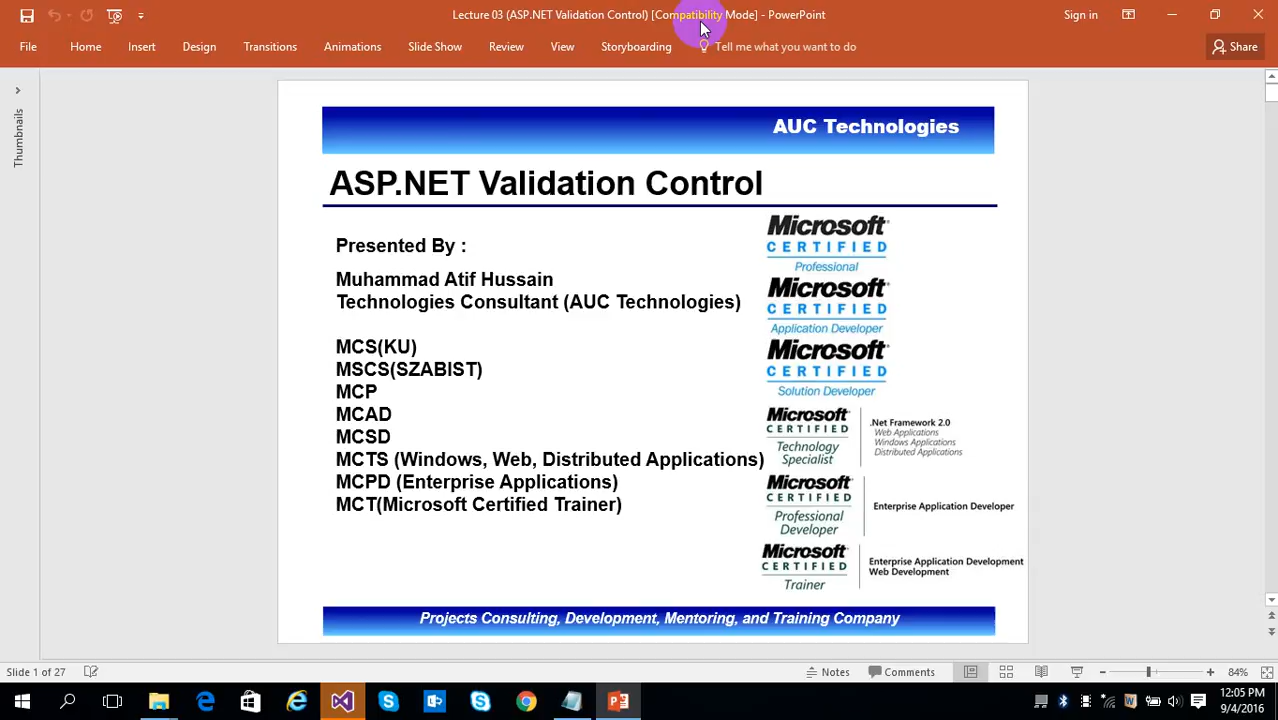 Lecture 03 (ASP.NET Validation Control) [Compatibility Mode] - PowerPoint
Sign in
File
Home
Insert
Design
Transitions
Animations
Slide Show
Review
View
Storyboarding
Tell me what you want to do
Share
Thumbnails
AUC Technologies
ASP.NET Validation Control
Presented By :
Muhammad Atif Hussain
Technologies Consultant (AUC Technologies)
MCS(KU)
MSCS(SZABIST)
MCP
MCAD
MCSD
MCTS (Windows, Web, Distributed Applications)
MCPD (Enterprise Applications)
MCT(Microsoft Certified Trainer)
Microsoft
CERTIFIED
Professional
Microsoft
CERTIFIED
Application Developer
Microsoft
CERTIFIED
Solution Developer
Microsoft
CERTIFIED
Technology
Specialist
.Net Framework 2.0
Web Applications
Windows Applications
Distributed Applications
Microsoft
CERTIFIED
Professional
Developer
Enterprise Application Developer
Microsoft
CERTIFIED
Trainer
Enterprise Application Development
Web Development
Projects Consulting, Development, Mentoring, and Training Company
Slide 1 of 27
Notes
Comments
84%
12:05 PM
9/4/2016